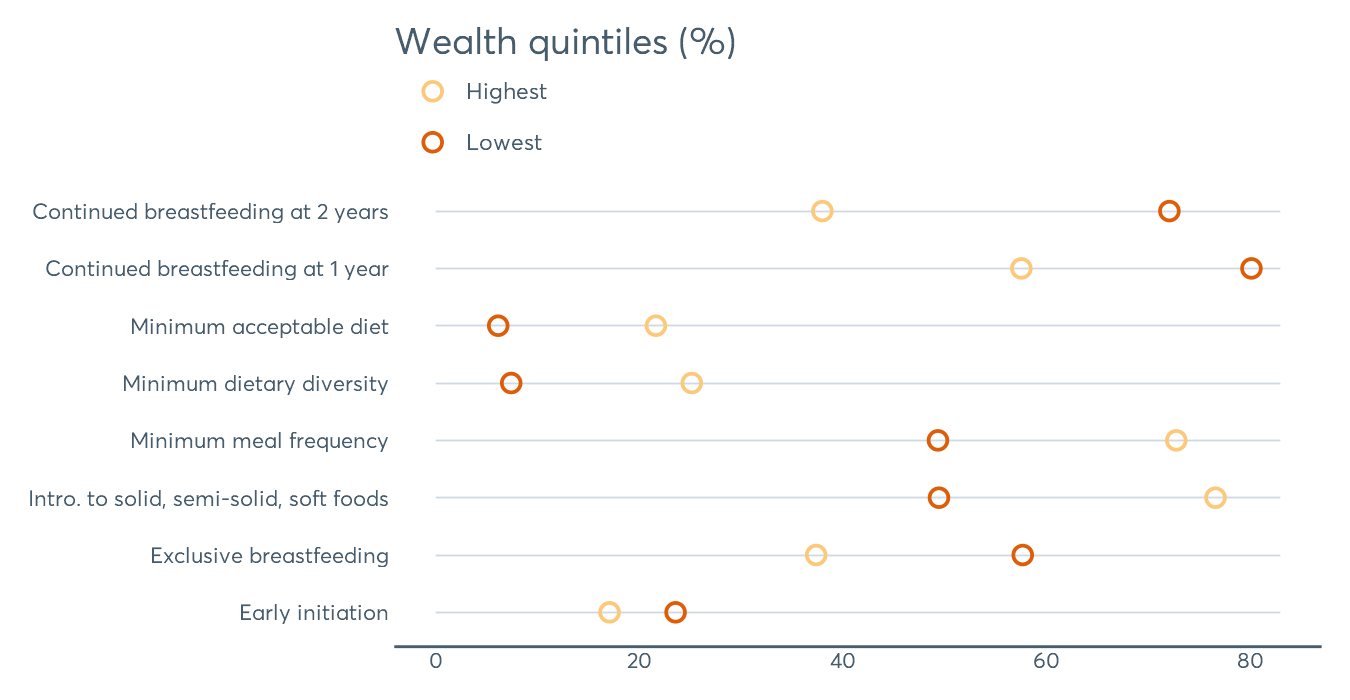 Wealth quintiles (%)
Highest
Lowest
Continued breastfeeding at 2 years
Continued breastfeeding at 1 year
Minimum acceptable diet
Minimum dietary diversity
Minimum meal frequency
Intro. to solid, semi-solid, soft foods
Exclusive breastfeeding
Early initiation
0 20 40 60 80